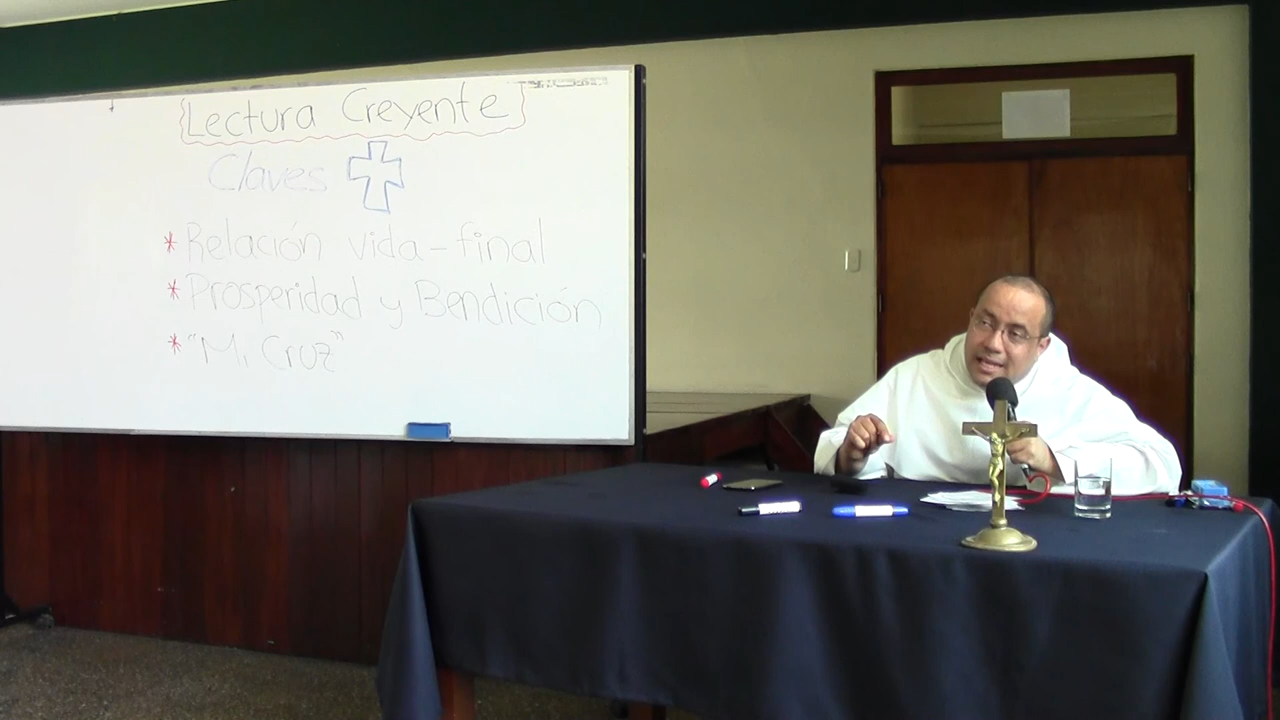 Lectura Creyente
Claves
* Relación vida - final
* Prosperidad y Bendición
* "Mi Cruz"